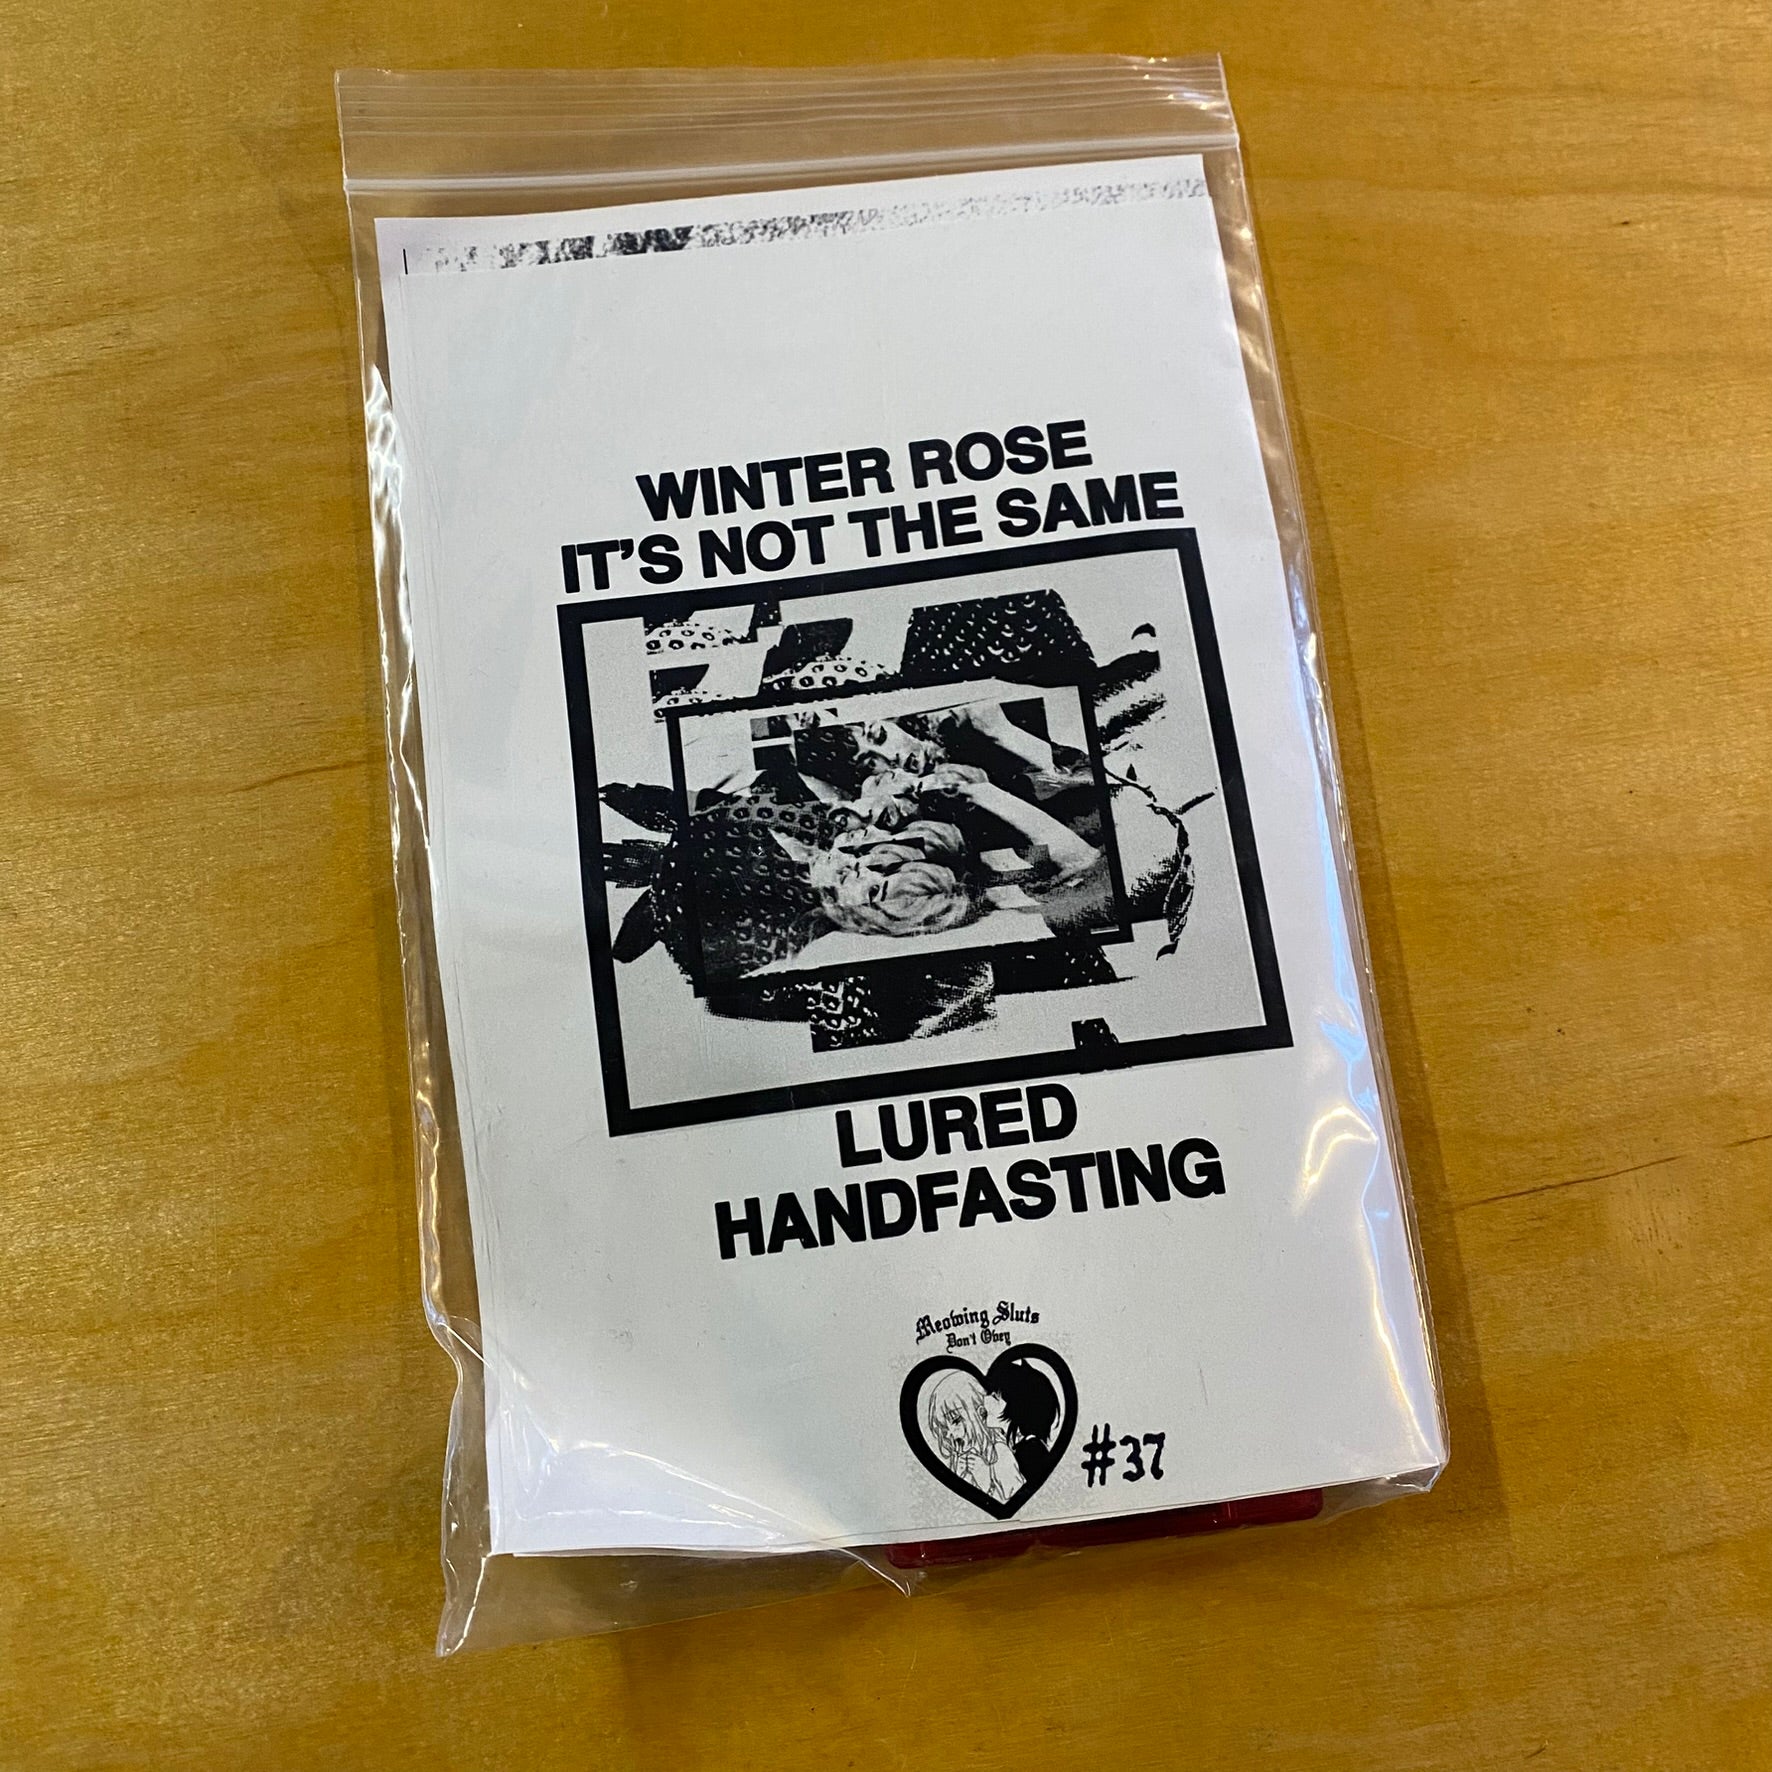 WINTER ROSE
IT'S NOT THE SAME
LURED
HANDFASTING
Meowing Sluts
Don't Obey
#37